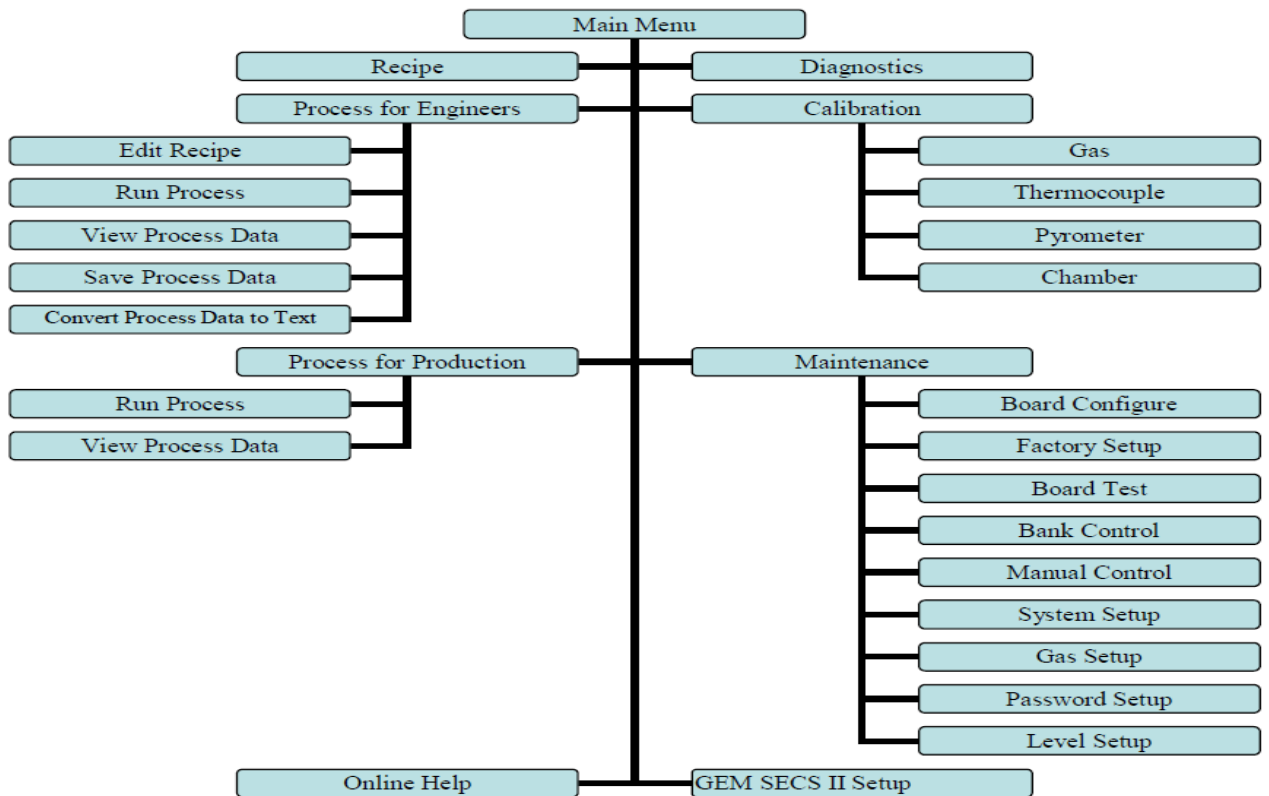 Main Menu
Recipe
Diagnostics
Process for Engineers
Calibration
Edit Recipe
Gas
Run Process
Thermocouple
View Process Data
Pyrometer
Save Process Data
Chamber
Convert Process Data to Text
Process for Production
Maintenance
Run Process
Board Configure
View Process Data
Factory Setup
Board Test
Bank Control
Manual Control
System Setup
Gas Setup
Password Setup
Level Setup
Online Help
GEM SECS II Setup